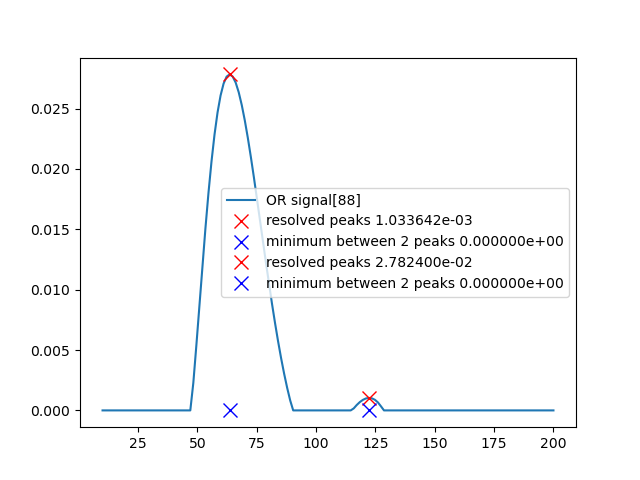 0.025
0.020
0.015
0.010
0.005
0.000
OR signal[88]
resolved peaks 1.033642e-03
minimum between 2 peaks 0.000000e+00
resolved peaks 2.782400e-02
minimum between 2 peaks 0.000000e+00
25 50 75 100 125 150 175 200